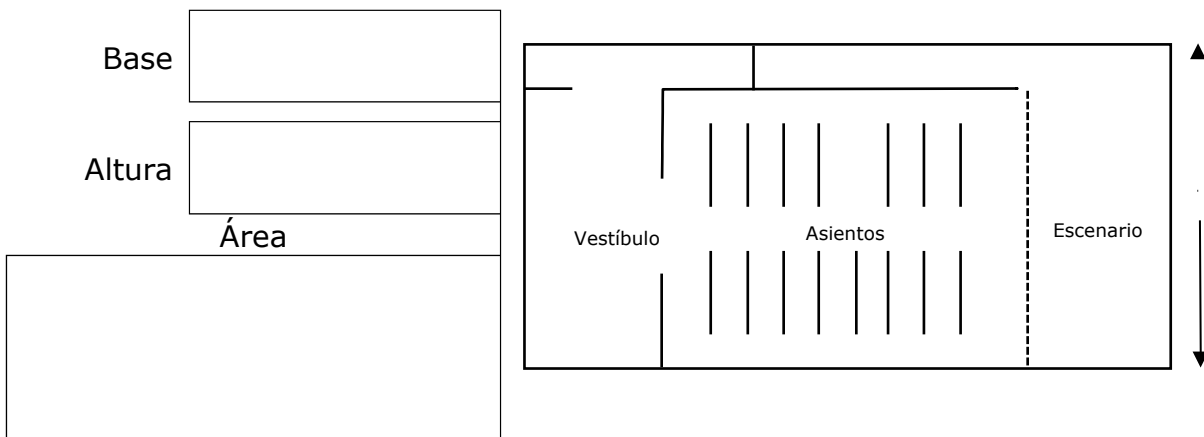 Base
Altura
Área
Vestíbulo
Asientos
Escenario